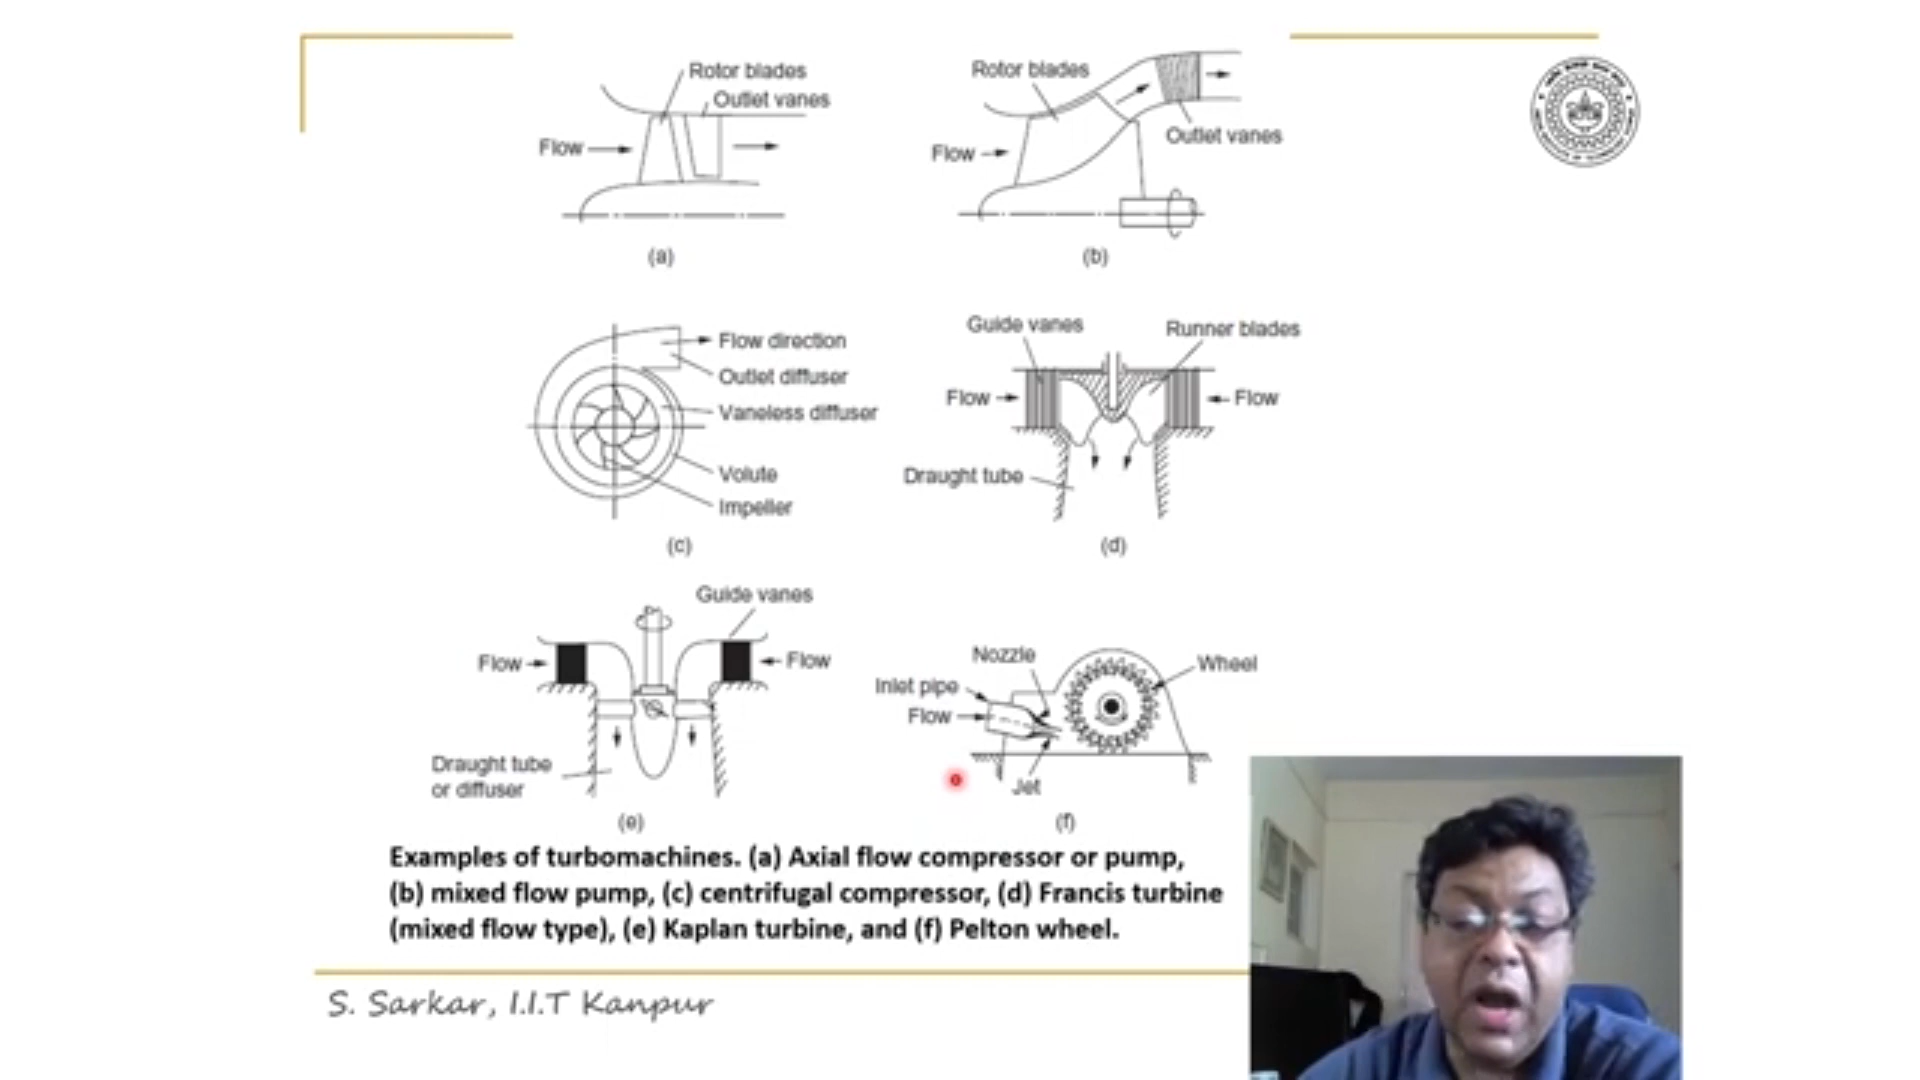 Rotor blades
Outlet vanes
Flow
(a)
Rotor blades
Outlet vanes
Flow
(b)
Flow direction
Outlet diffuser
Vaneless diffuser
Volute
Impeller
(c)
Guide vanes
Runner blades
Flow
Flow
Draught tube
(d)
Guide vanes
Flow
Flow
Draught tube
or diffuser
(e)
Nozzle
Wheel
Inlet pipe
Flow
Jet
(f)
Examples of turbomachines. (a) Axial flow compressor or pump,
(b) mixed flow pump, (c) centrifugal compressor, (d) Francis turbine
(mixed flow type), (e) Kaplan turbine, and (f) Pelton wheel.
S. Sarkar, I.I.T Kanpur